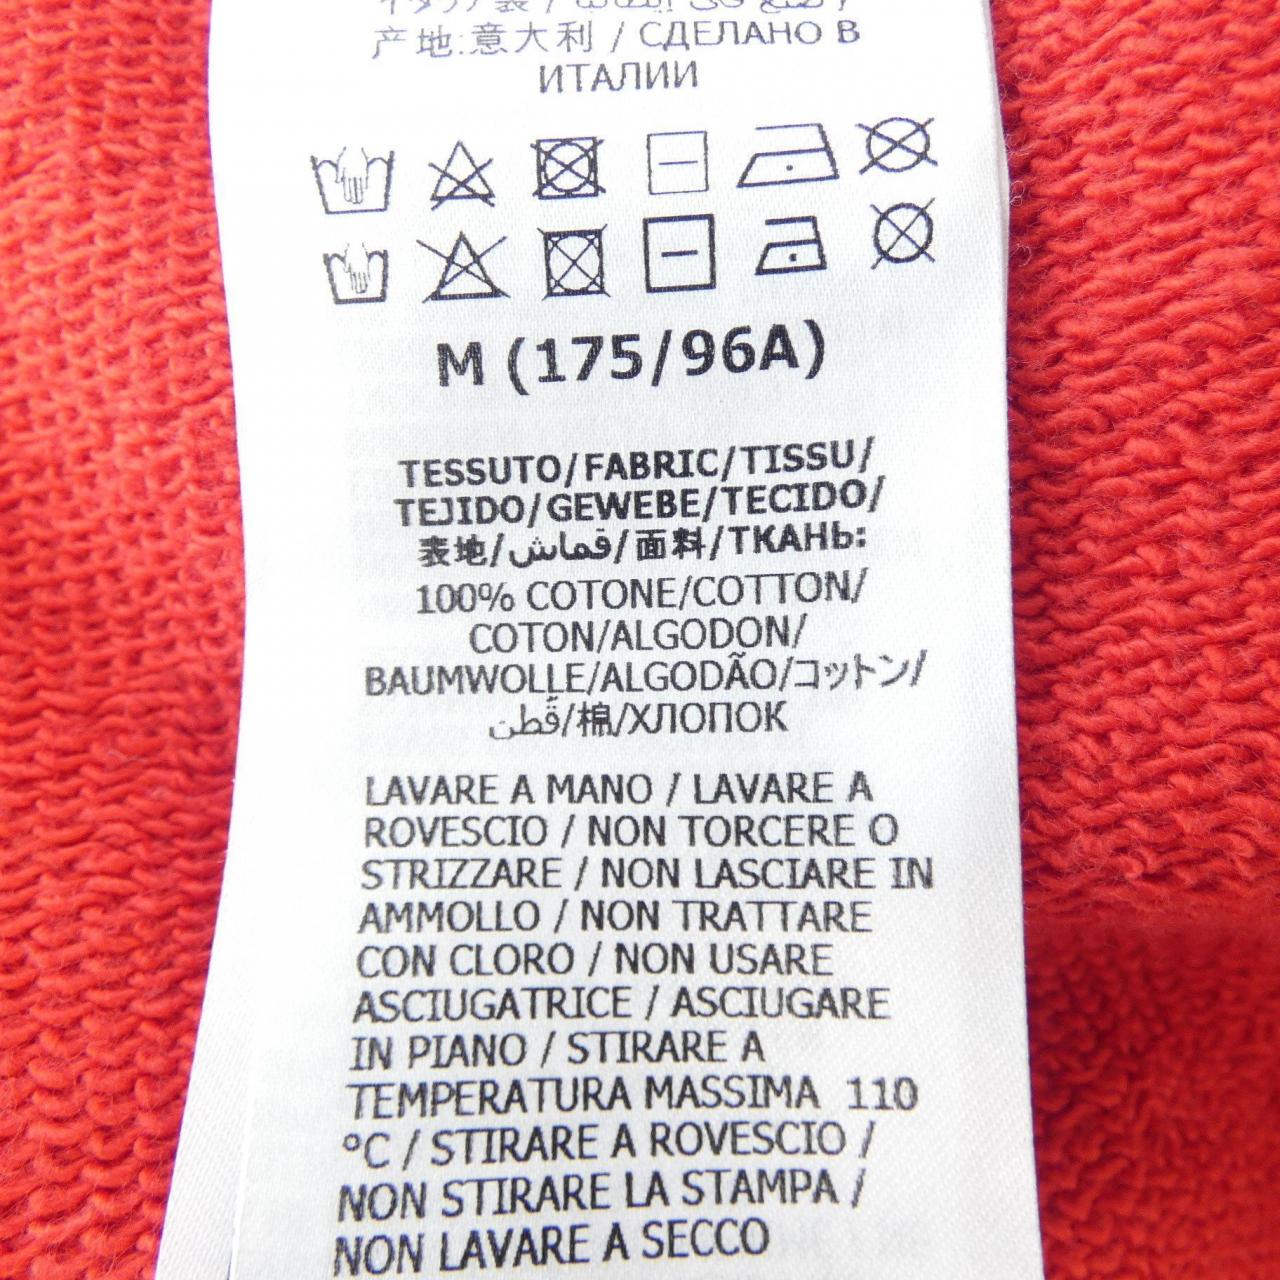 产地:意大利 / СДЕЛАНО В
ИТАЛИИ
M (175/96A)
TESSUTO/FABRIC/TISSU/
TEJIDO/GEWEBE/TECIDO/
表地/قماش/面料/ТКАНЬ:
100% COTONE/COTTON/
COTON/ALGODON/
BAUMWOLLE/ALGODÃO/コットン/
قطن/棉/ХЛОПОК
LAVARE A MANO / LAVARE A
ROVESCIO / NON TORCERE O
STRIZZARE / NON LASCIARE IN
AMMOLLO / NON TRATTARE
CON CLORO / NON USARE
ASCIUGATRICE / ASCIUGARE
IN PIANO / STIRARE A
TEMPERATURA MASSIMA 110
°C / STIRARE A ROVESCIO /
NON STIRARE LA STAMPA /
NON LAVARE A SECCO